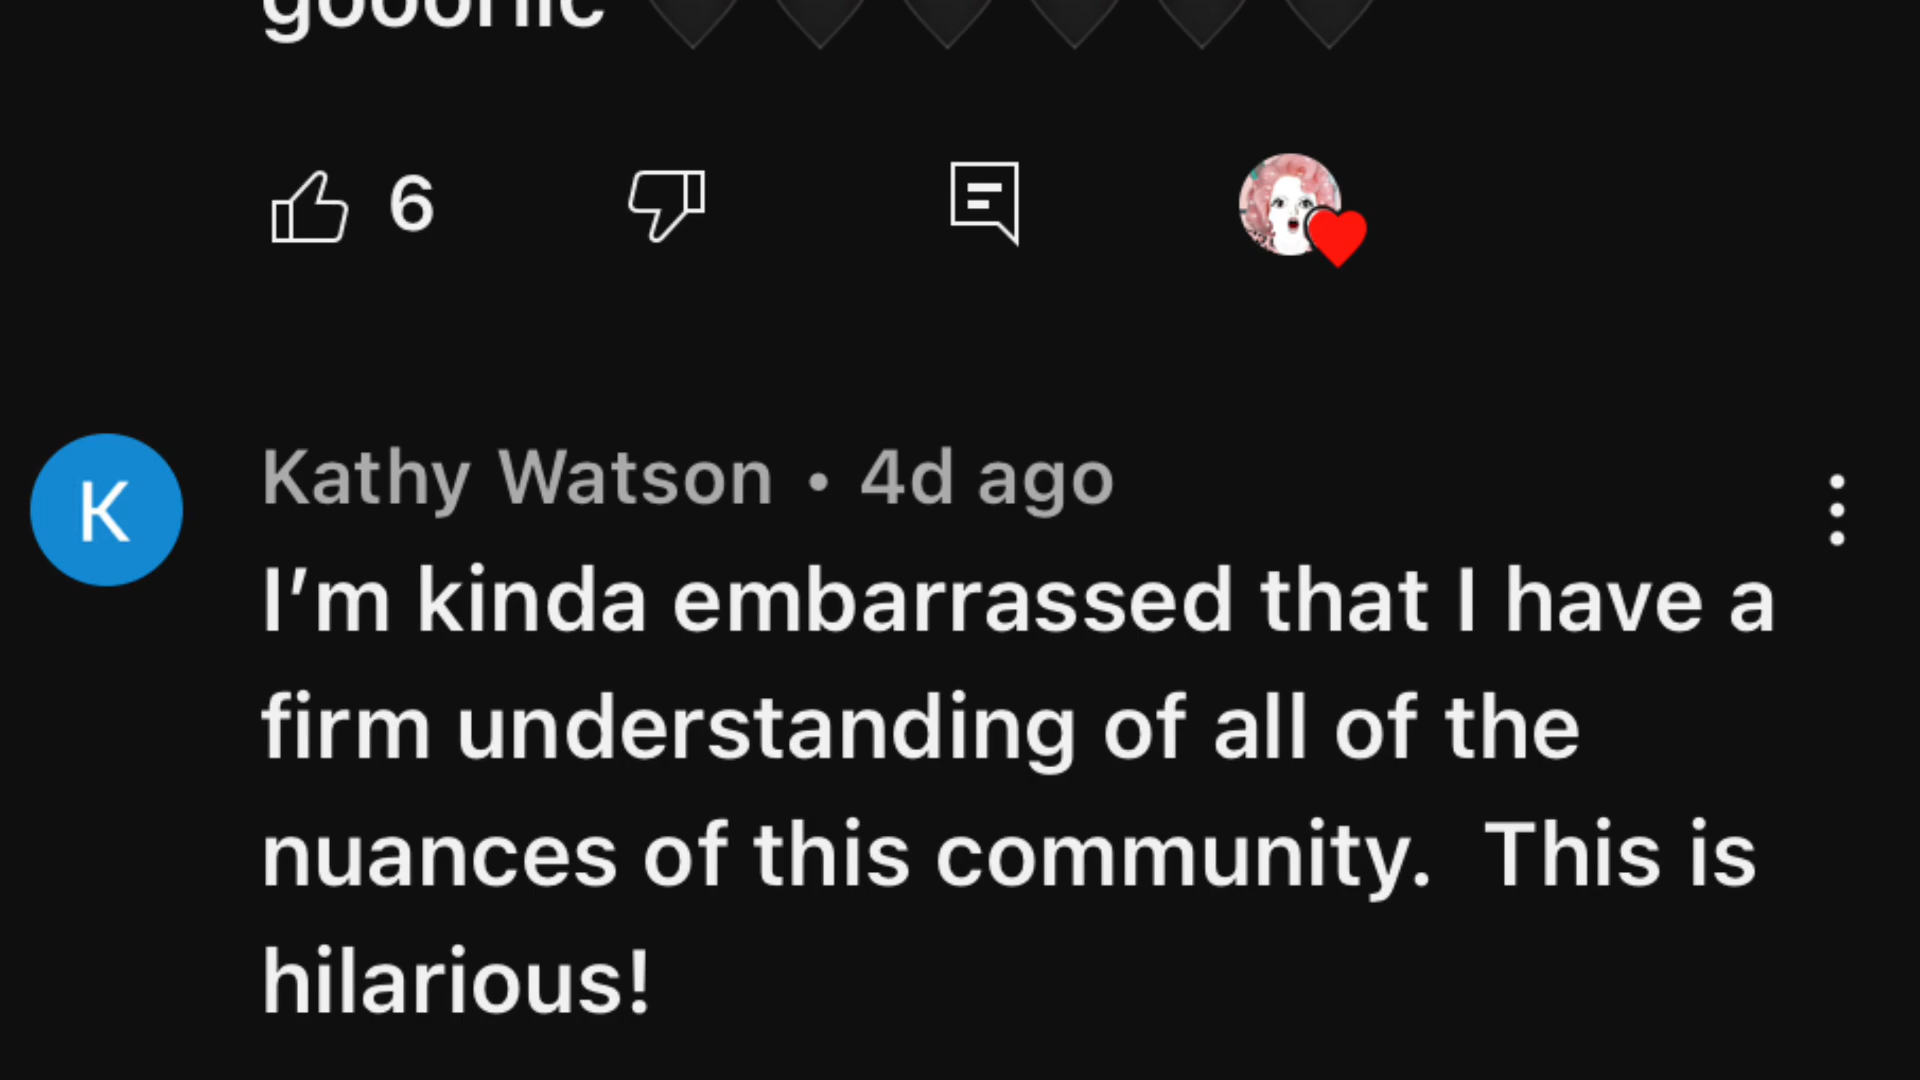 6
K
Kathy Watson • 4d ago
I’m kinda embarrassed that I have a
firm understanding of all of the
nuances of this community.  This is
hilarious!